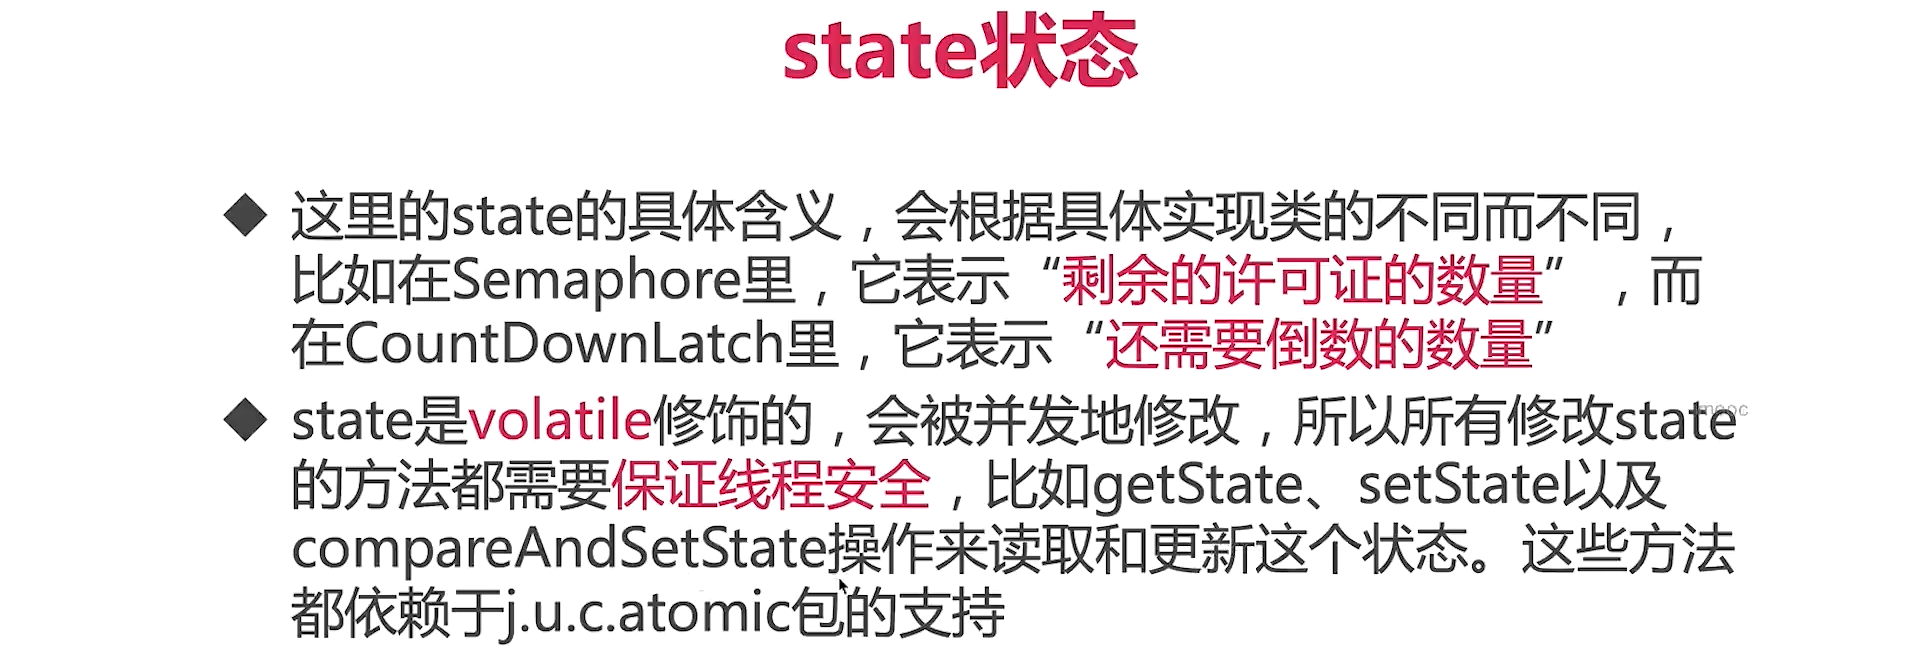 state状态
◆ 这里的state的具体含义，会根据具体实现类的不同而不同，
比如在Semaphore里，它表示“剩余的许可证的数量”，而
在CountDownLatch里，它表示“还需要倒数的数量”
◆ state是volatile修饰的，会被并发地修改，所以所有修改state
imooc
的方法都需要保证线程安全，比如getState、setState以及
compareAndSetState操作来读取和更新这个状态。这些方法
都依赖于j.u.c.atomic包的支持